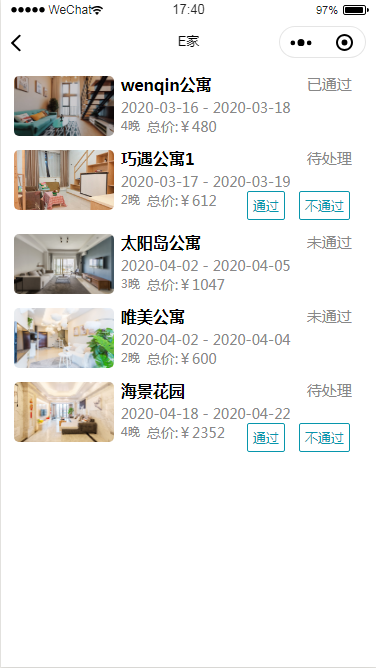 WeChat 17:40 97%
E家
wenqin公寓 已通过
2020-03-16 - 2020-03-18
4晚 总价:￥480
巧遇公寓1 待处理
2020-03-17 - 2020-03-19
2晚 总价:￥612 通过 不通过
太阳岛公寓 未通过
2020-04-02 - 2020-04-05
3晚 总价:￥1047
唯美公寓 未通过
2020-04-02 - 2020-04-04
2晚 总价:￥600
海景花园 待处理
2020-04-18 - 2020-04-22
4晚 总价:￥2352 通过 不通过